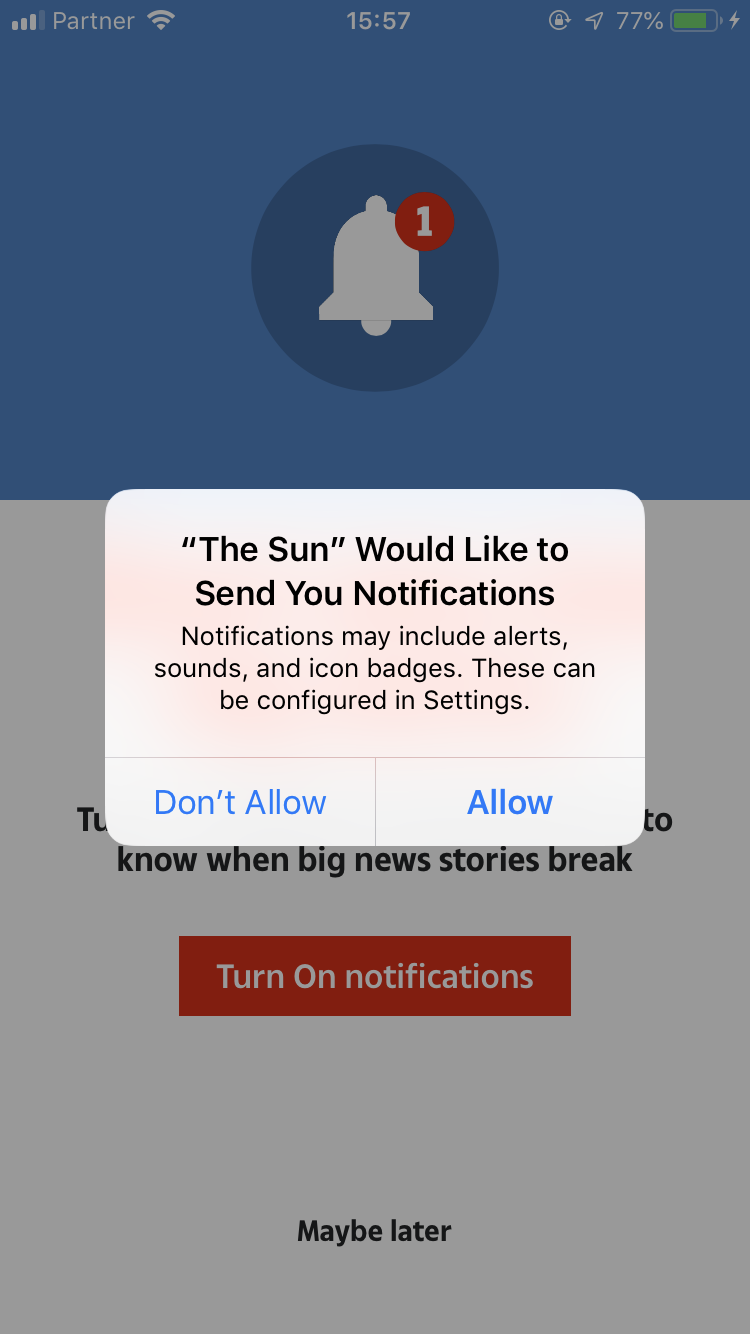 Partner 15:57 77%
1
“The Sun” Would Like to
Send You Notifications
Notifications may include alerts,
sounds, and icon badges. These can
be configured in Settings.
Don’t Allow Allow
to
know when big news stories break
Turn On notifications
Maybe later